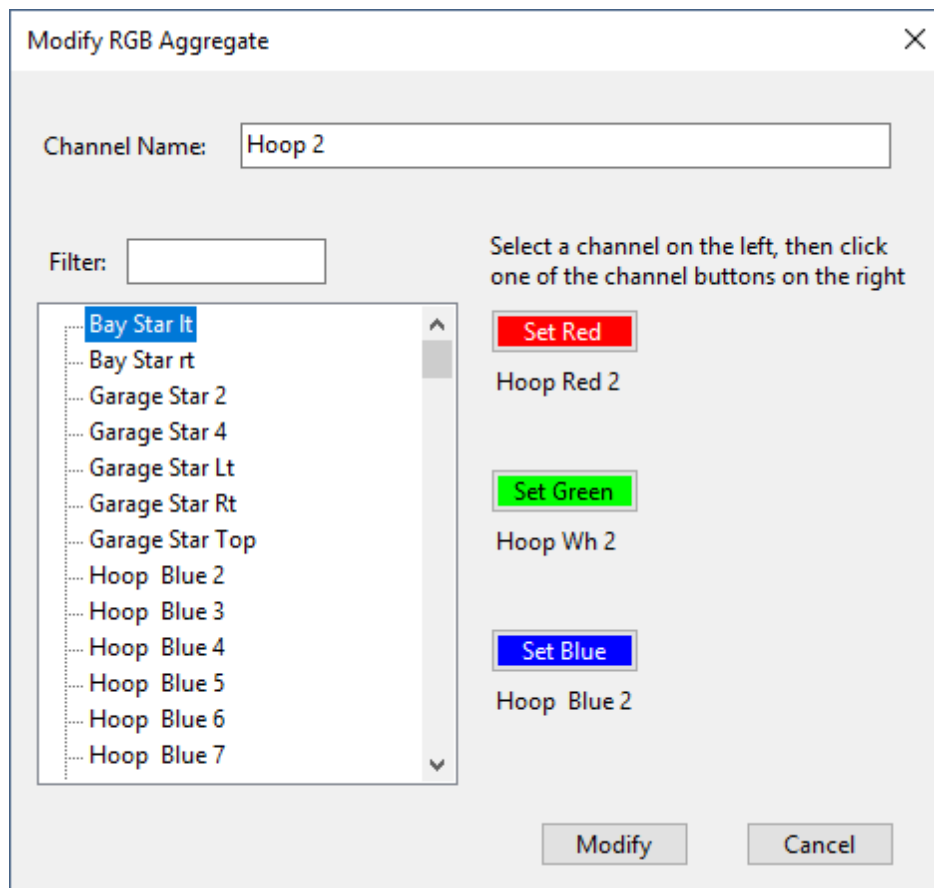 Modify RGB Aggregate
Channel Name:
Hoop 2
Filter:
Select a channel on the left, then click
one of the channel buttons on the right
Bay Star lt
Bay Star rt
Garage Star 2
Garage Star 4
Garage Star Lt
Garage Star Rt
Garage Star Top
Hoop  Blue 2
Hoop  Blue 3
Hoop  Blue 4
Hoop  Blue 5
Hoop  Blue 6
Hoop  Blue 7
Set Red
Hoop Red 2
Set Green
Hoop Wh 2
Set Blue
Hoop  Blue 2
Modify
Cancel